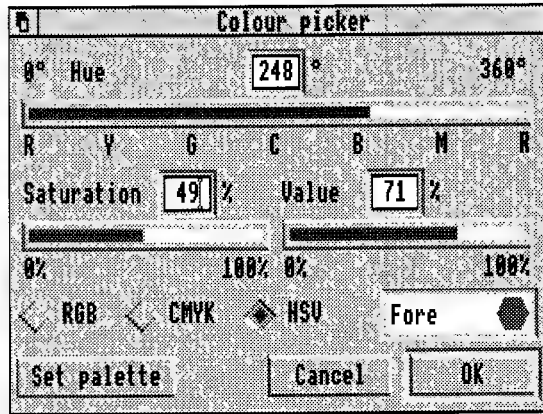 Colour picker
0° Hue 248 ° 360°
R Y G C B M R
Saturation 49 % Value 71 %
0% 100% 0% 100%
RGB CMYK HSV Fore
Set palette Cancel OK